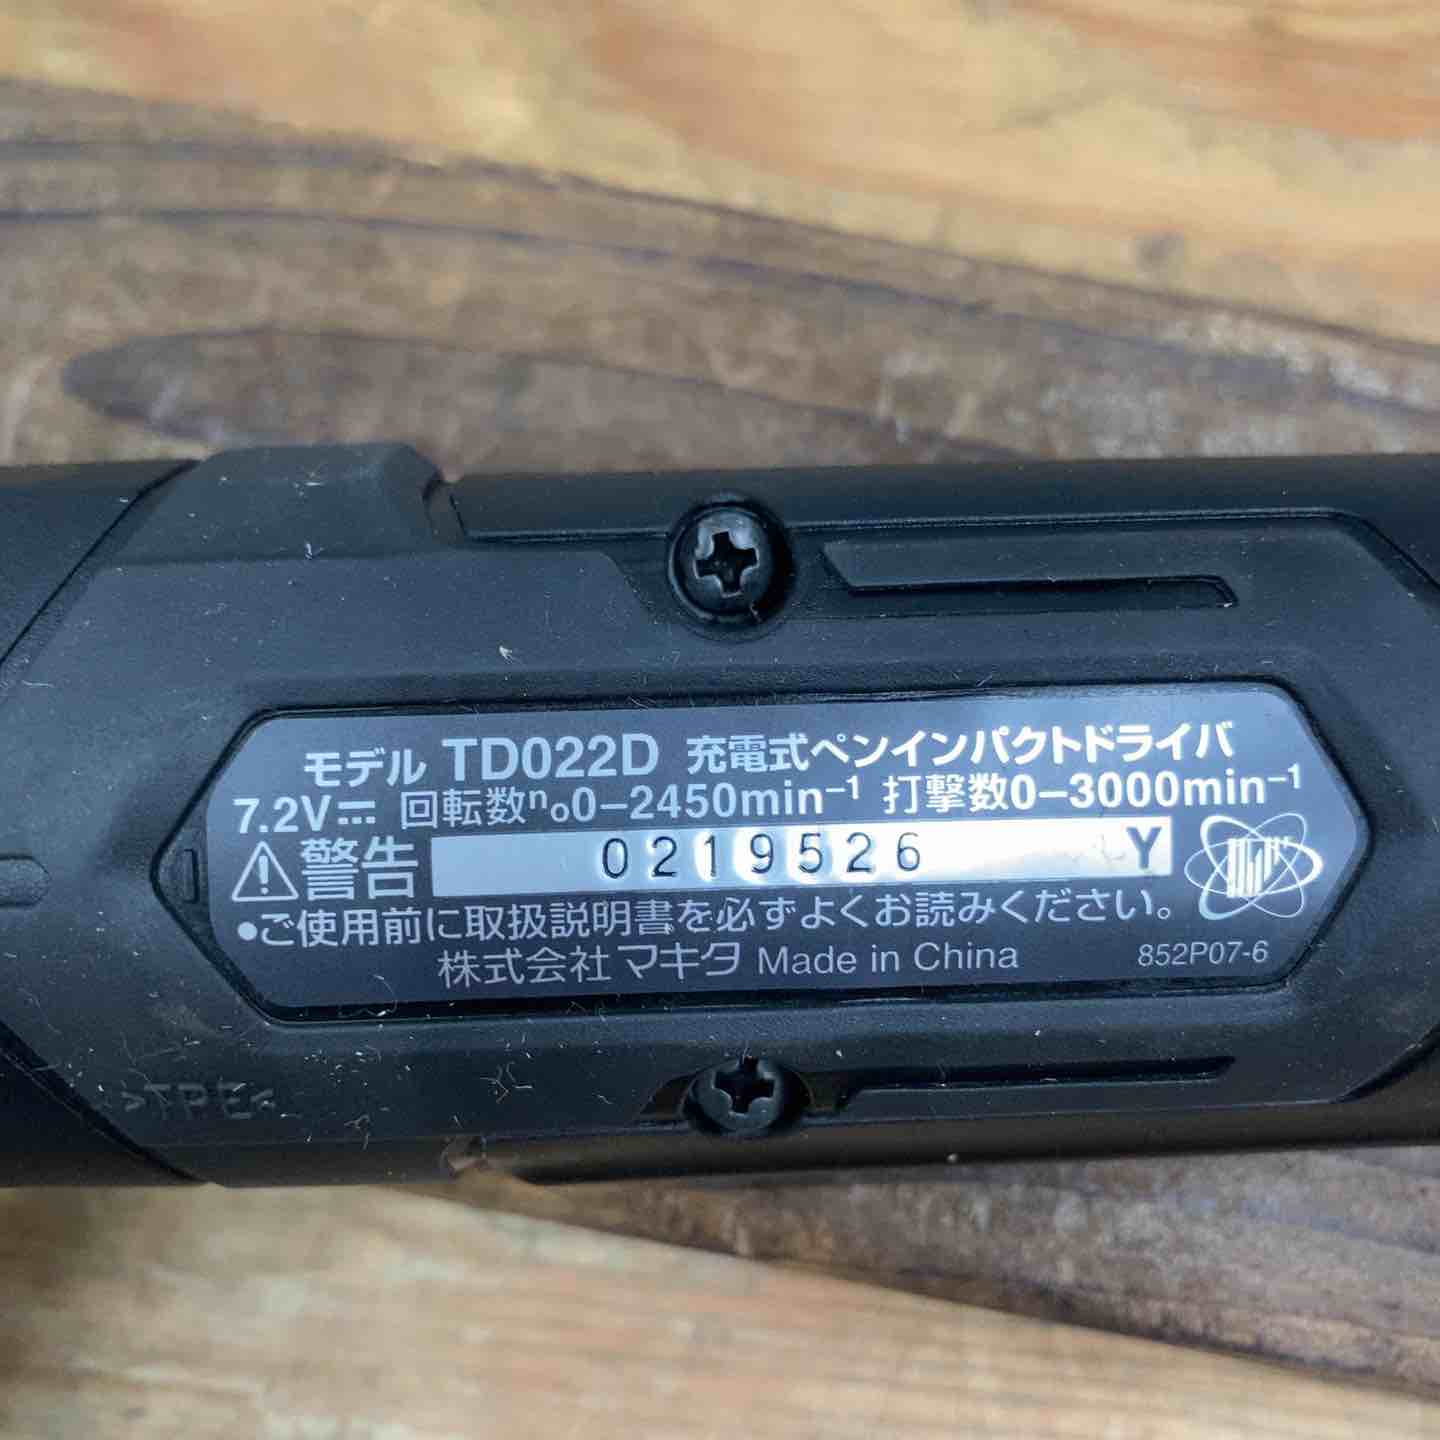 モデル TD022D 充電式ペンインパクトドライバ
7.2V⎓ 回転数n₀0–2450min⁻¹ 打撃数0–3000min⁻¹
⚠警告 0219526 Y
●ご使用前に取扱説明書を必ずよくお読みください。
株式会社マキタ Made in China 852P07-6
>TPE<